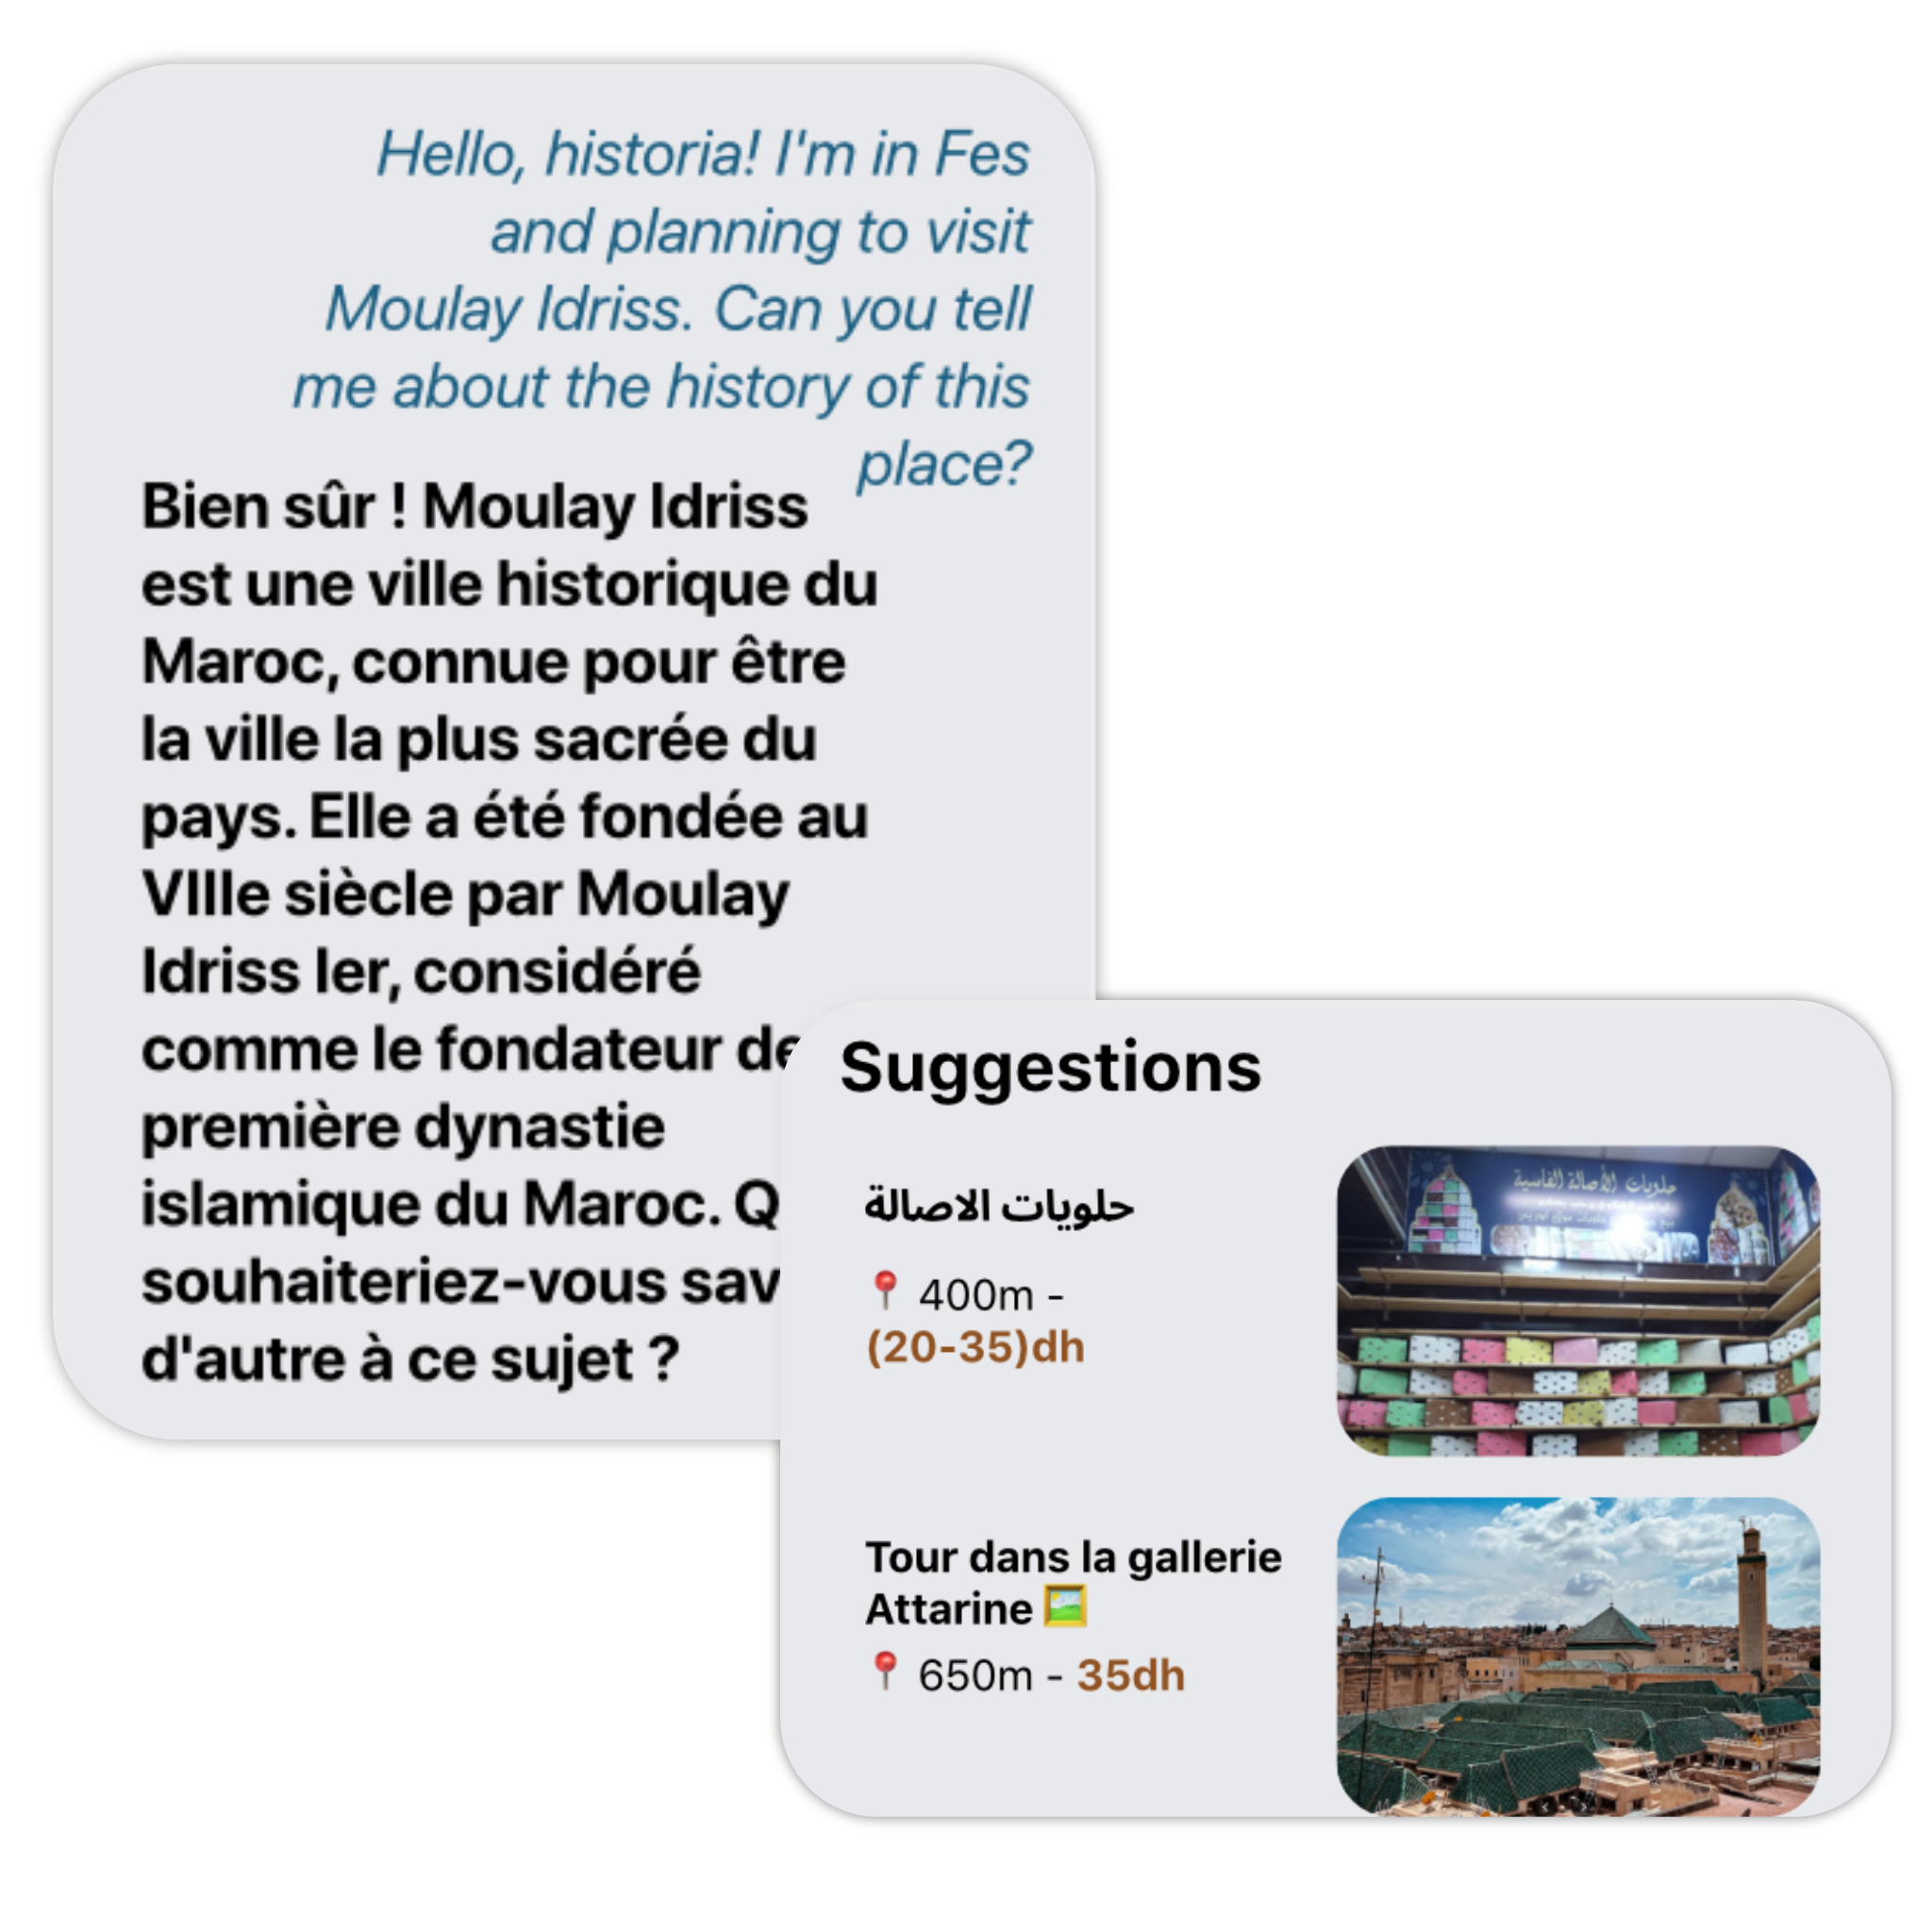 Hello, historia! I'm in Fes
and planning to visit
Moulay Idriss. Can you tell
me about the history of this
place?
Bien sûr ! Moulay Idriss
est une ville historique du
Maroc, connue pour être
la ville la plus sacrée du
pays. Elle a été fondée au
VIIIe siècle par Moulay
Idriss Ier, considéré
comme le fondateur de
première dynastie
islamique du Maroc. Q
souhaiteriez-vous sav
d'autre à ce sujet ?
Suggestions
حلويات الاصالة
📍 400m -
(20-35)dh
حلويات الأصالة الفاسية
Tour dans la gallerie
Attarine 🖼️
📍 650m - 35dh